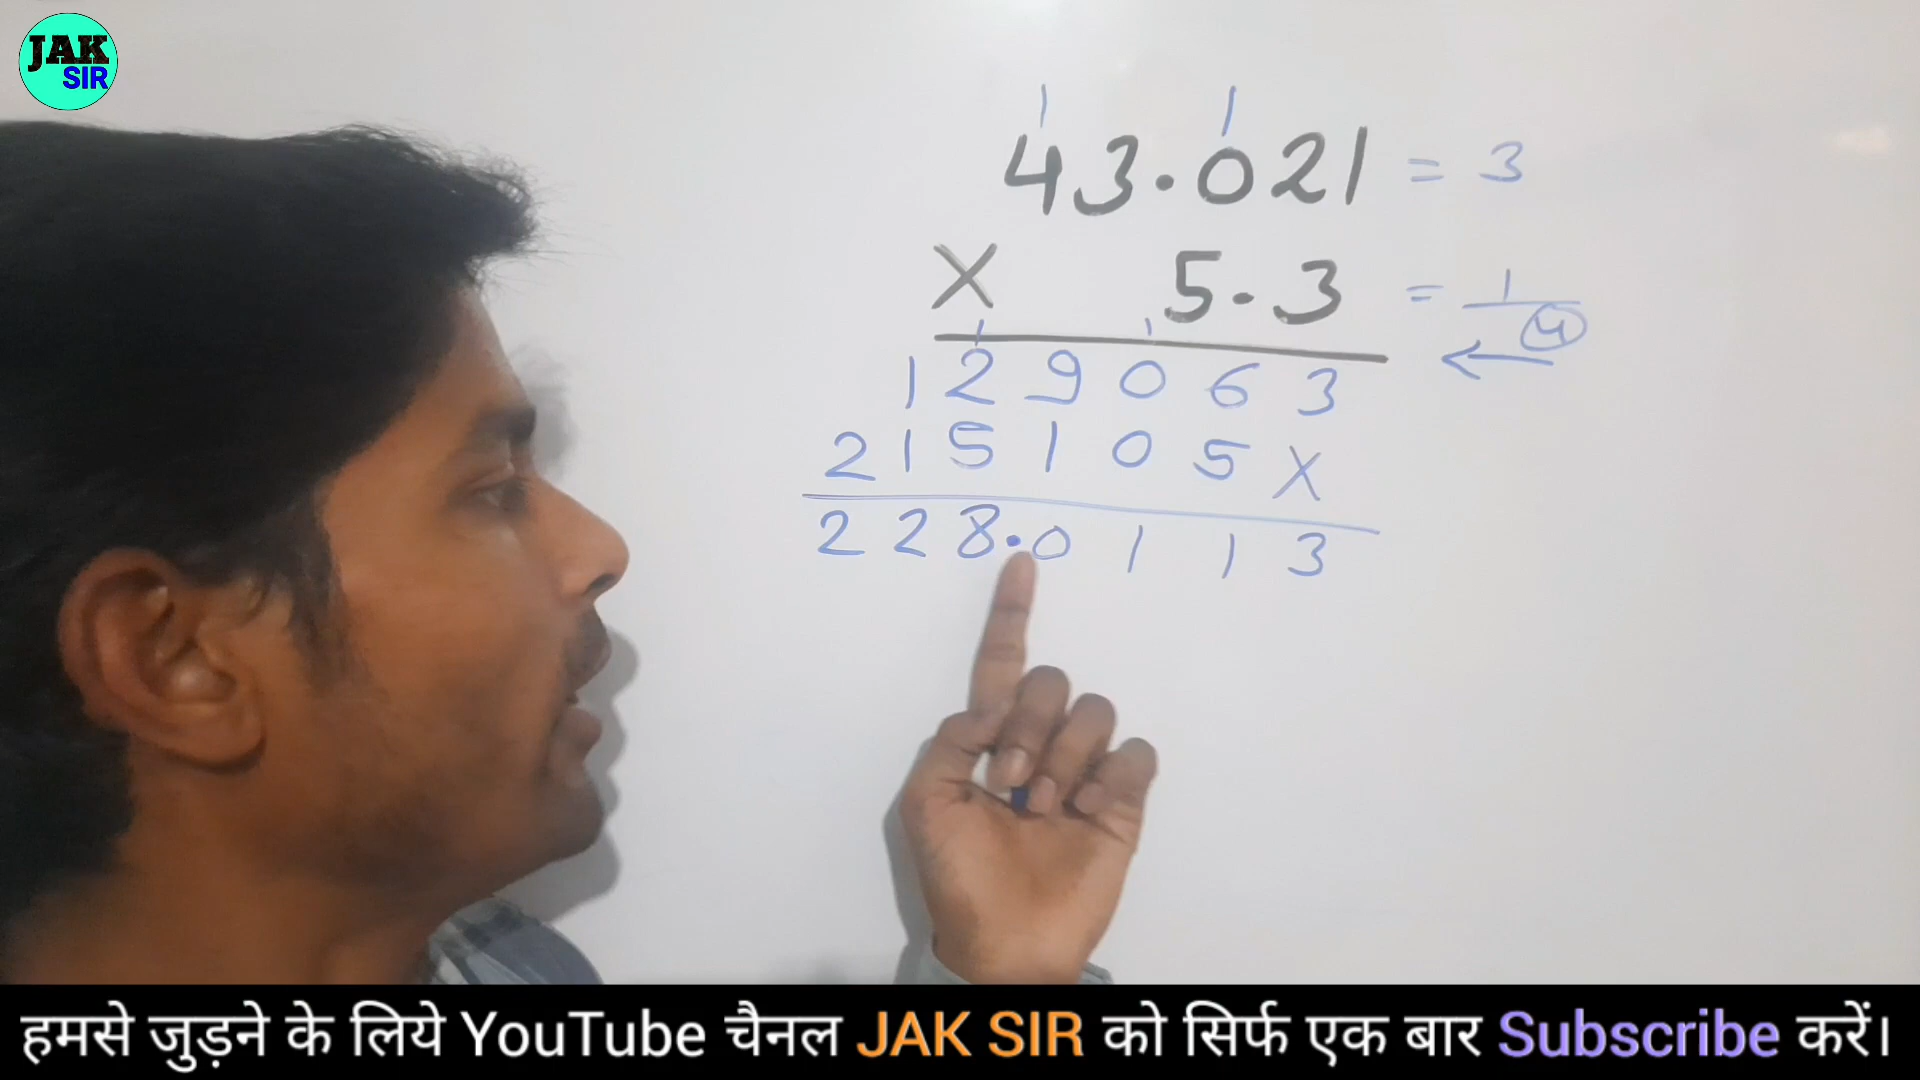 JAK
SIR
1 1
43.021 = 3
X 5.3 = 1
4
1 1
129063
215105X
228.0113
हमसे जुड़ने के लिये YouTube चैनल JAK SIR को सिर्फ एक बार Subscribe करें।